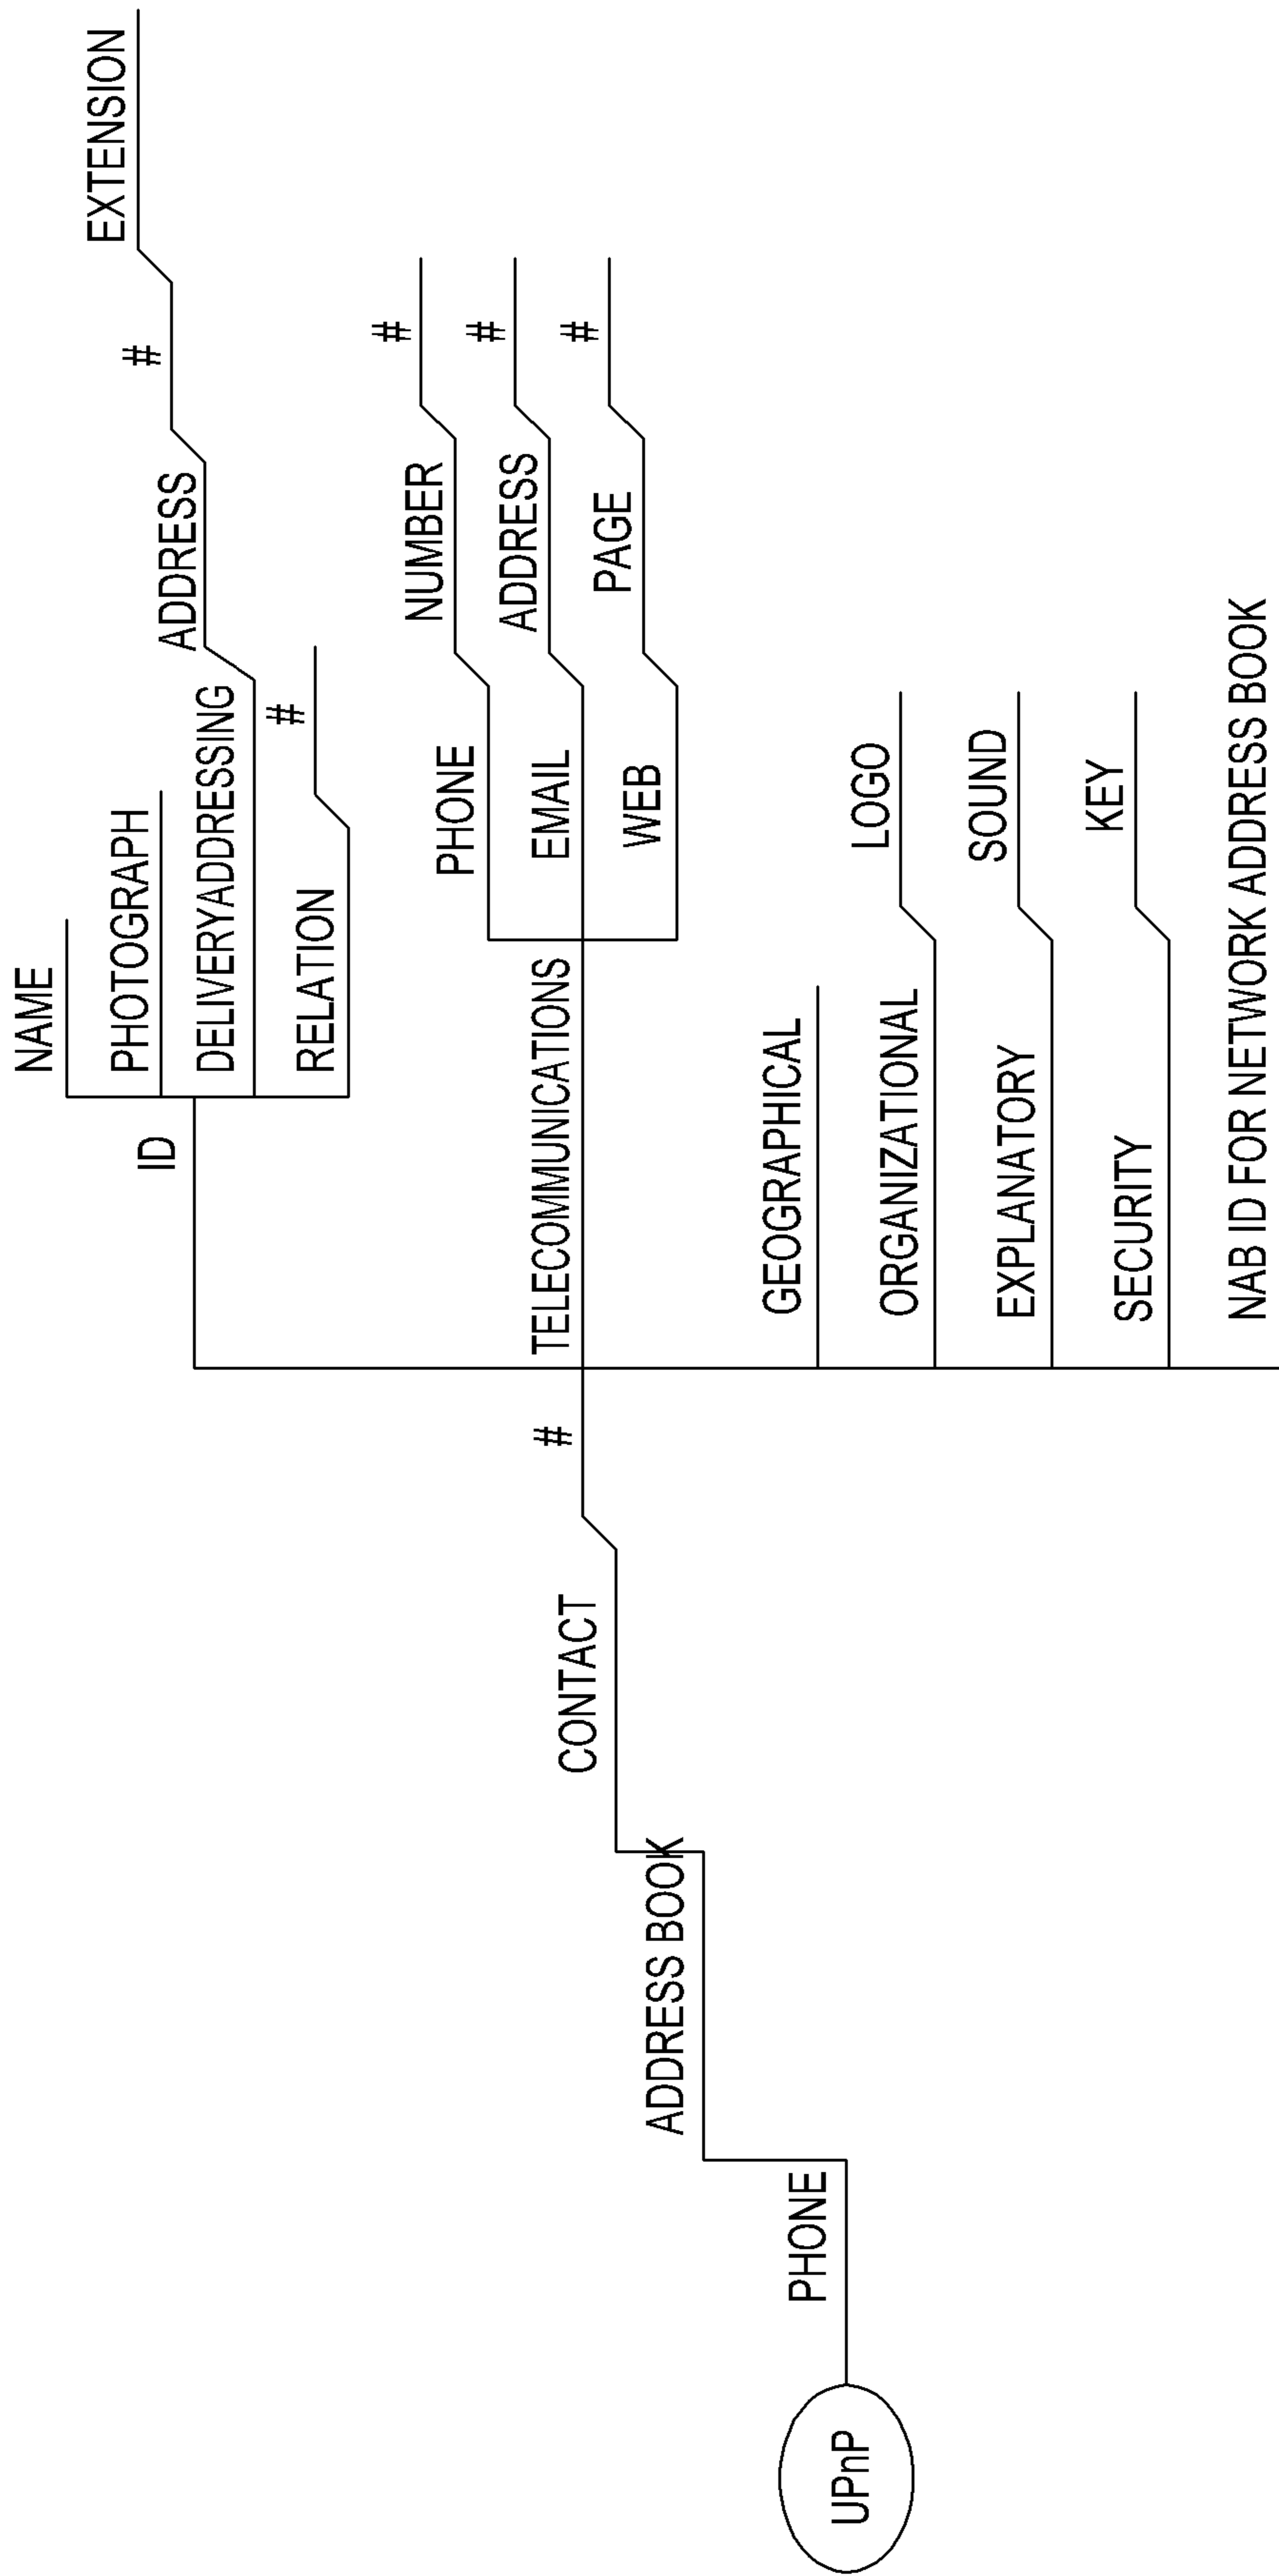 UPnP
PHONE
ADDRESS BOOK
CONTACT
#
ID
NAME
PHOTOGRAPH
DELIVERYADDRESSING
ADDRESS
#
EXTENSION
RELATION
#
TELECOMMUNICATIONS
PHONE
NUMBER
#
EMAIL
ADDRESS
#
WEB
PAGE
#
GEOGRAPHICAL
ORGANIZATIONAL
LOGO
EXPLANATORY
SOUND
SECURITY
KEY
NAB ID FOR NETWORK ADDRESS BOOK